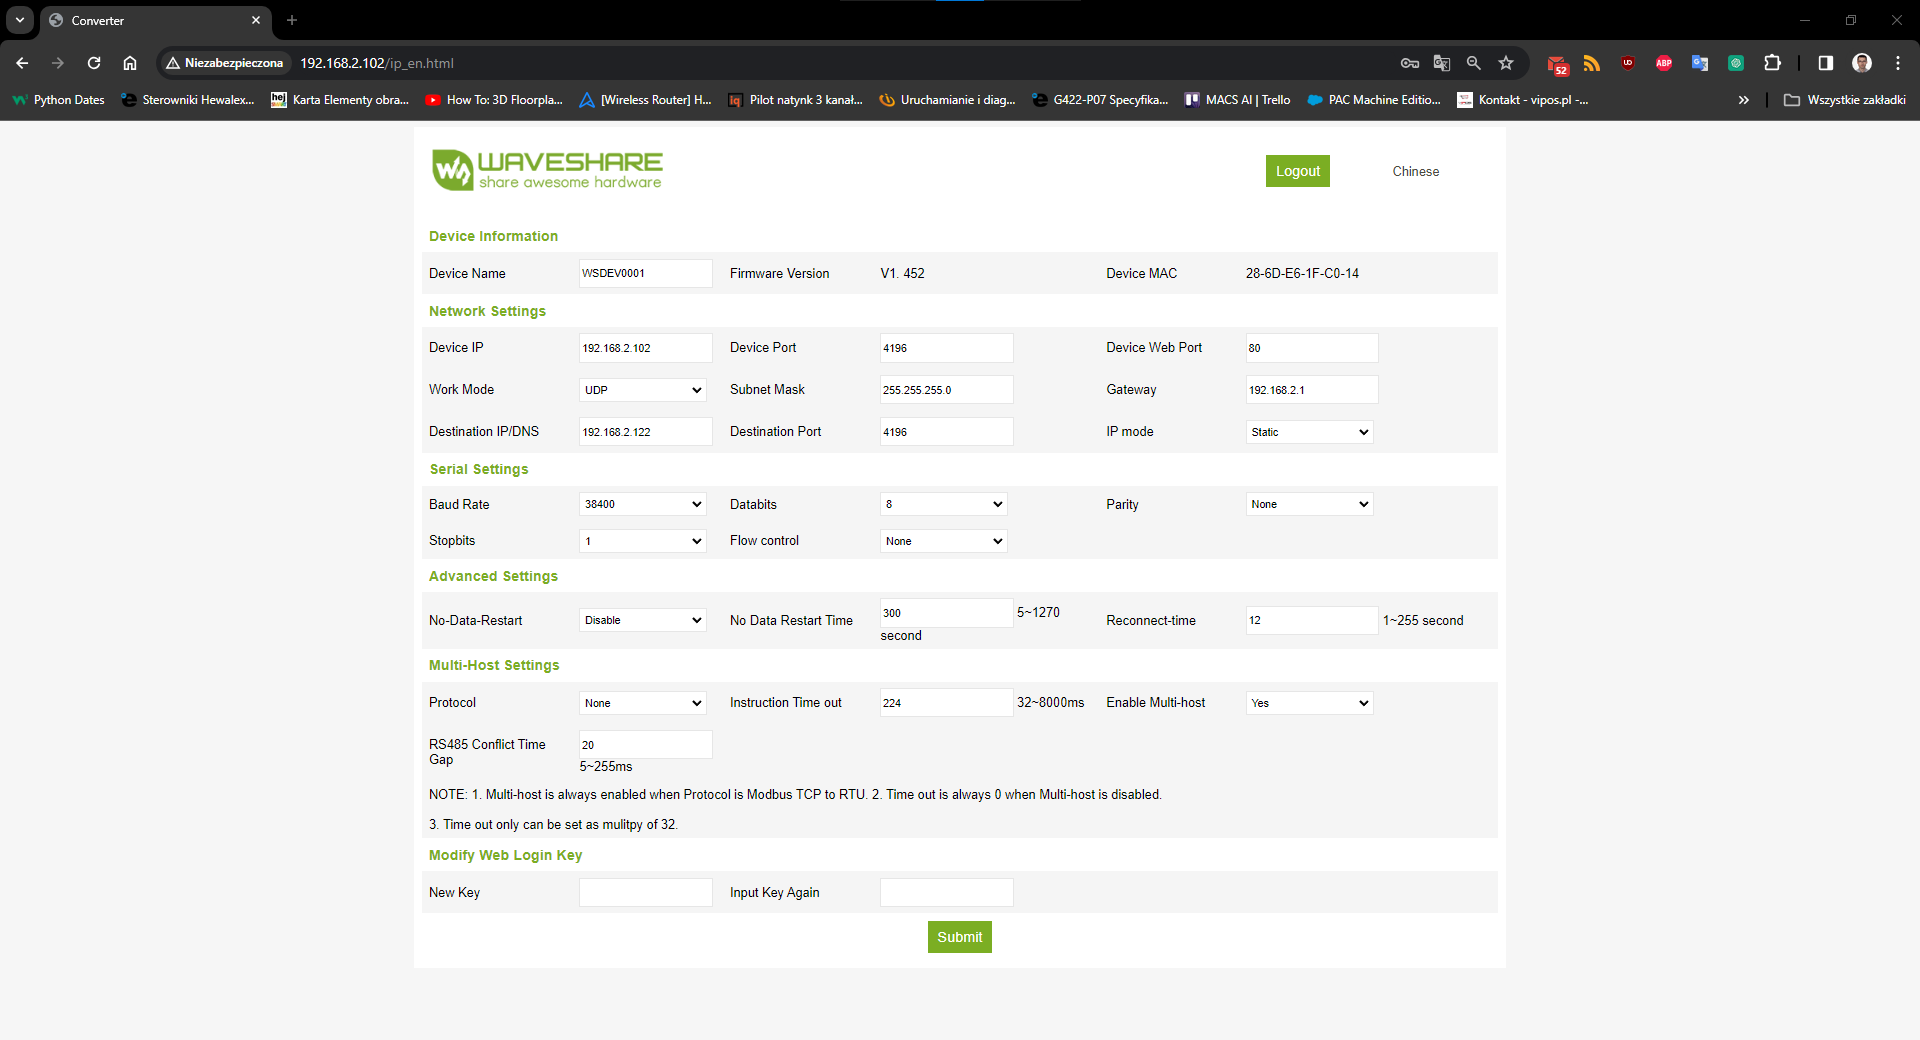 Converter
Niezabezpieczona 192.168.2.102/ip_en.html
52
UD
ABP
Python Dates Sterowniki Hewalex... Karta Elementy obra... How To: 3D Floorpla... [Wireless Router] H... Pilot natynk 3 kanał... Uruchamianie i diag... G422-P07 Specyfika... MACS AI | Trello PAC Machine Editio... Kontakt - vipos.pl -... » Wszystkie zakładki
WAVESHARE
share awesome hardware
Logout Chinese
Device Information
Device Name WSDEV0001 Firmware Version V1. 452 Device MAC 28-6D-E6-1F-C0-14
Network Settings
Device IP 192.168.2.102 Device Port 4196 Device Web Port 80
Work Mode UDP Subnet Mask 255.255.255.0 Gateway 192.168.2.1
Destination IP/DNS 192.168.2.122 Destination Port 4196 IP mode Static
Serial Settings
Baud Rate 38400 Databits 8 Parity None
Stopbits 1 Flow control None
Advanced Settings
No-Data-Restart Disable No Data Restart Time 300 5~1270 second Reconnect-time 12 1~255 second
Multi-Host Settings
Protocol None Instruction Time out 224 32~8000ms Enable Multi-host Yes
RS485 Conflict Time Gap 20 5~255ms
NOTE: 1. Multi-host is always enabled when Protocol is Modbus TCP to RTU. 2. Time out is always 0 when Multi-host is disabled.
3. Time out only can be set as mulitpy of 32.
Modify Web Login Key
New Key Input Key Again
Submit